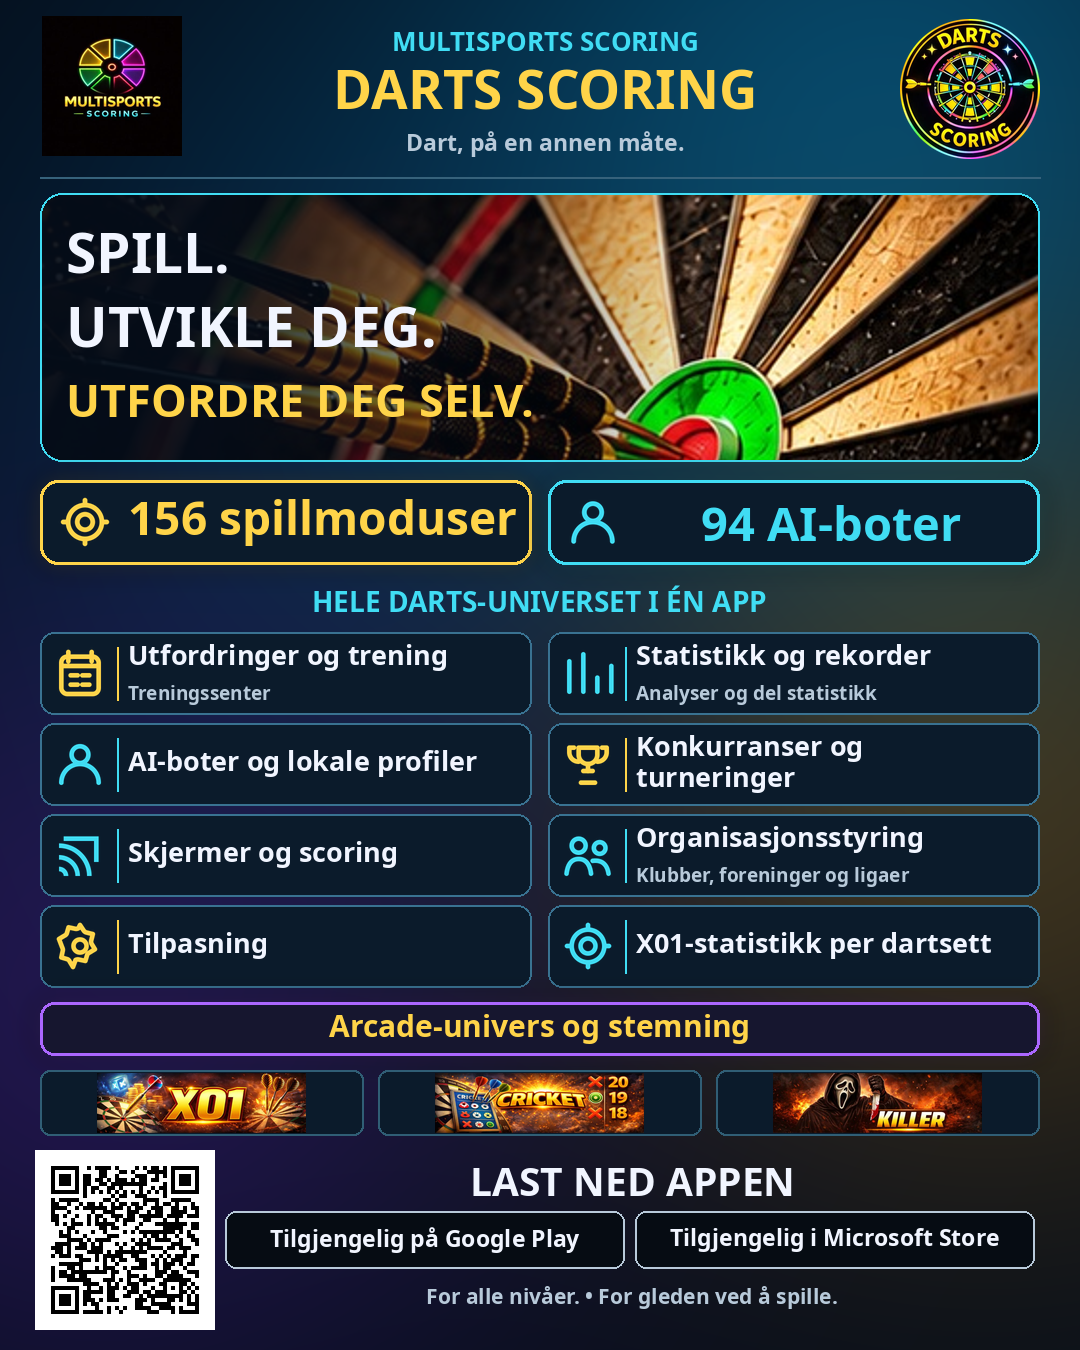 MULTISPORTS
SCORING
MULTISPORTS SCORING
DARTS SCORING
Dart, på en annen måte.
DARTS
SCORING
SPILL.
UTVIKLE DEG.
UTFORDRE DEG SELV.
156 spillmoduser
94 AI-boter
HELE DARTS-UNIVERSET I ÉN APP
Utfordringer og trening
Treningssenter
Statistikk og rekorder
Analyser og del statistikk
AI-boter og lokale profiler
Konkurranser og
turneringer
Skjermer og scoring
Organisasjonsstyring
Klubber, foreninger og ligaer
Tilpasning
X01-statistikk per dartsett
Arcade-univers og stemning
X01
CRICKET
CRICKET
20
19
18
KILLER
LAST NED APPEN
Tilgjengelig på Google Play
Tilgjengelig i Microsoft Store
For alle nivåer. • For gleden ved å spille.